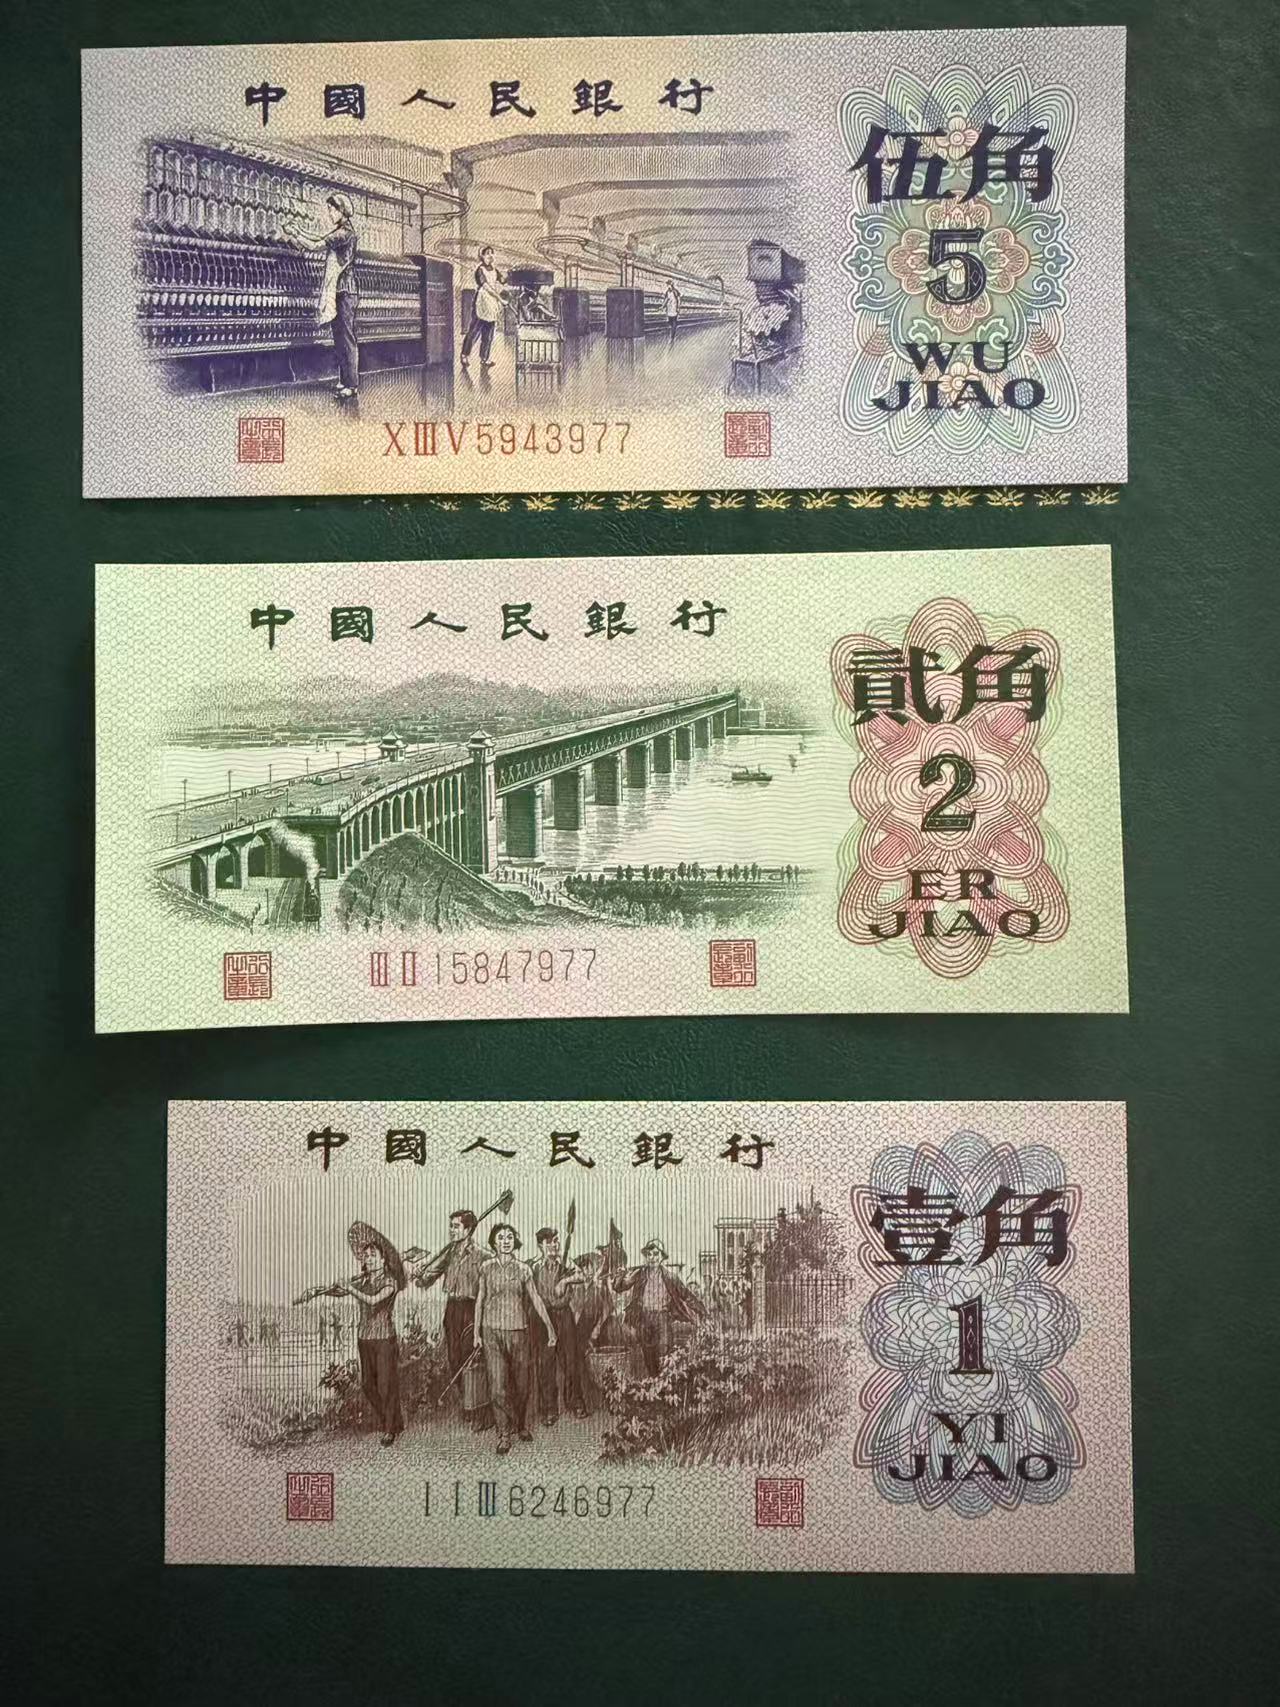 中國人民銀行
伍角
5
WU
JIAO
ⅩⅢⅤ5943977
中國人民銀行
貳角
2
ER
JIAO
ⅢⅡ15847977
中國人民銀行
壹角
1
YI
JIAO
ⅠⅠⅢ6246977